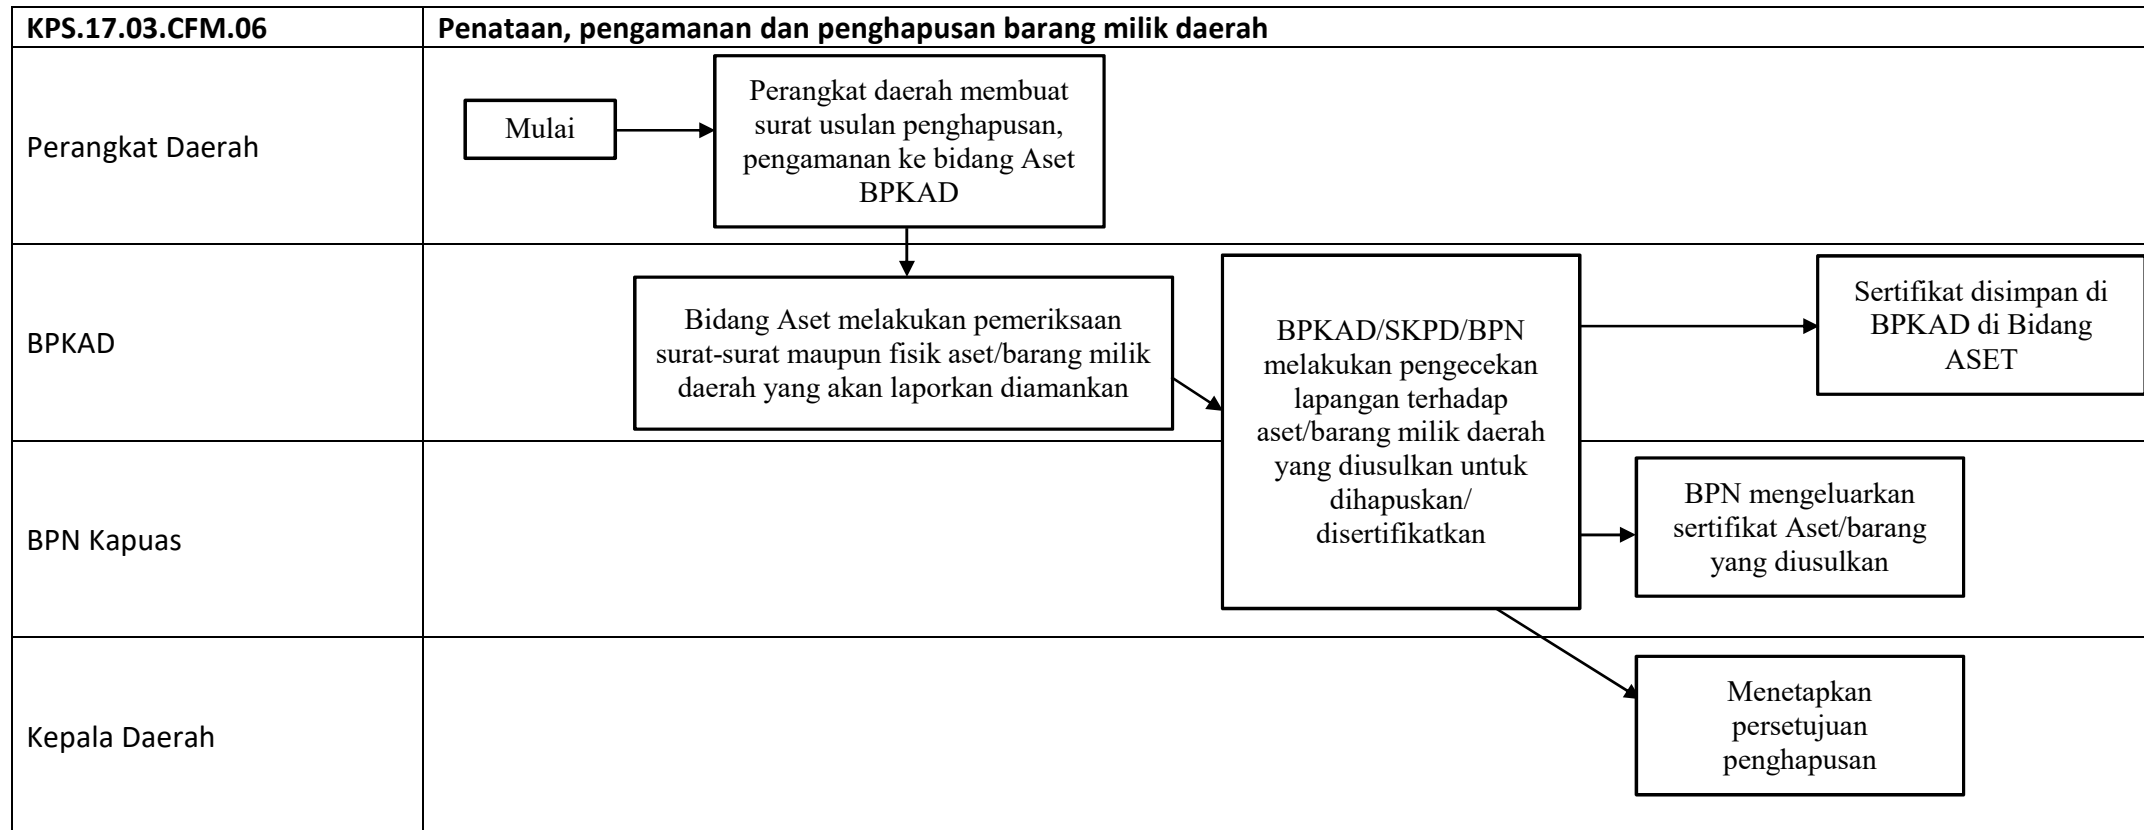 KPS.17.03.CFM.06
Penataan, pengamanan dan penghapusan barang milik daerah
Perangkat Daerah
Mulai
Perangkat daerah membuat
surat usulan penghapusan,
pengamanan ke bidang Aset
BPKAD
BPKAD
Bidang Aset melakukan pemeriksaan
surat-surat maupun fisik aset/barang milik
daerah yang akan laporkan diamankan
BPKAD/SKPD/BPN
melakukan pengecekan
lapangan terhadap
aset/barang milik daerah
yang diusulkan untuk
dihapuskan/
disertifikatkan
Sertifikat disimpan di
BPKAD di Bidang
ASET
BPN Kapuas
BPN mengeluarkan
sertifikat Aset/barang
yang diusulkan
Kepala Daerah
Menetapkan
persetujuan
penghapusan